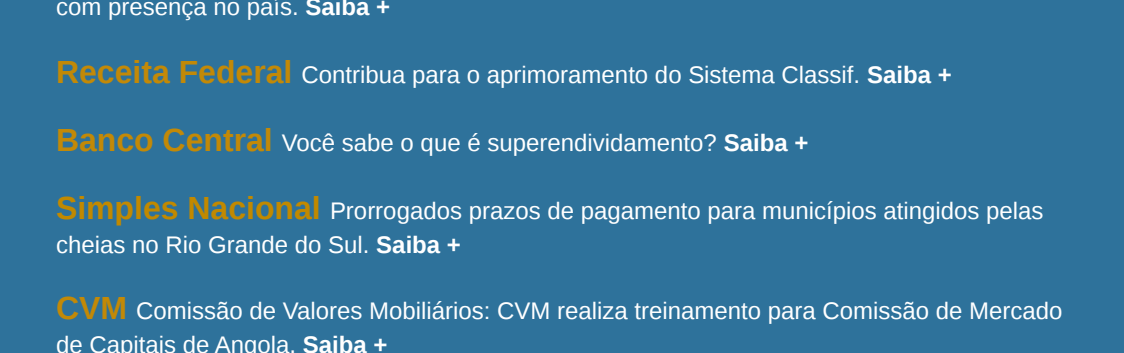 com presença no país. Saiba +
Receita Federal Contribua para o aprimoramento do Sistema Classif. Saiba +
Banco Central Você sabe o que é superendividamento? Saiba +
Simples Nacional Prorrogados prazos de pagamento para municípios atingidos pelas
cheias no Rio Grande do Sul. Saiba +
CVM Comissão de Valores Mobiliários: CVM realiza treinamento para Comissão de Mercado
de Capitais de Angola. Saiba +